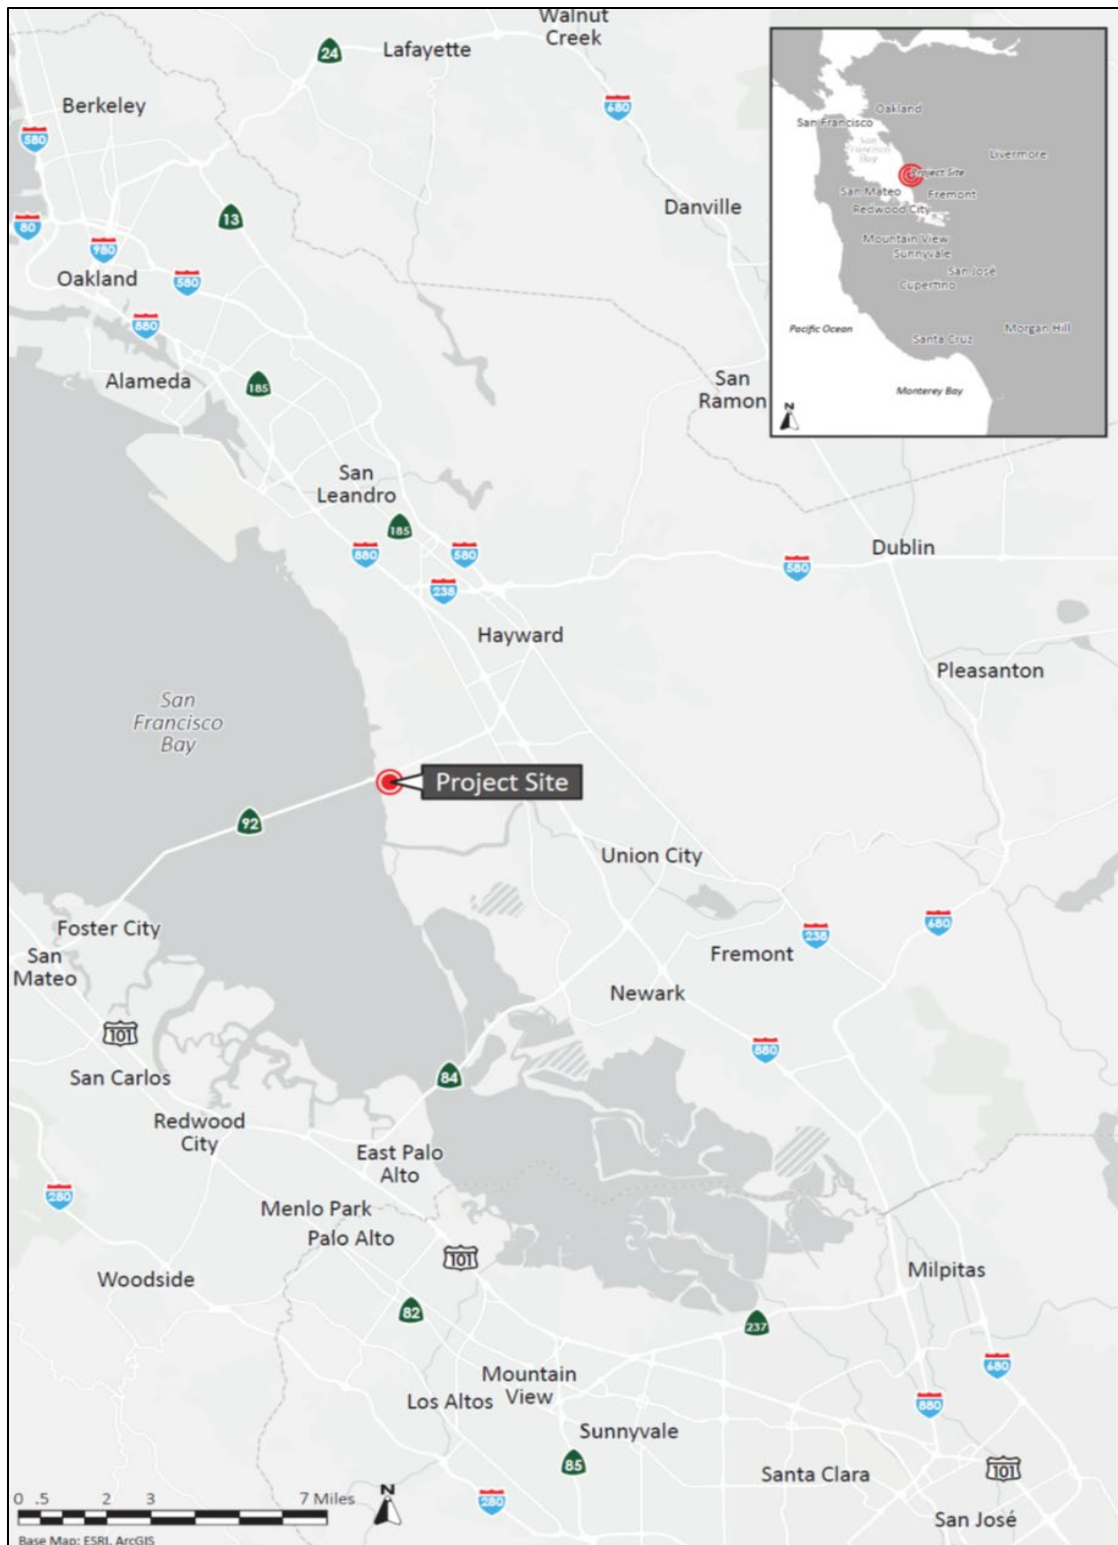 Walnut
Creek
24
Lafayette
680
Berkeley
580
Oakland
San Francisco
San
Francisco
Bay
Livermore
Project Site
San Mateo
Fremont
Redwood City
Mountain View
Sunnyvale
San José
Cupertino
Pacific Ocean
Santa Cruz
Morgan Hill
Monterey Bay
N
Danville
13
80
980
Oakland
580
880
Alameda
185
San
Ramon
San
Leandro
185
880
580
238
580
Dublin
Hayward
Pleasanton
San
Francisco
Bay
Project Site
92
Union City
Foster City
San
Mateo
238
680
Fremont
Newark
101
880
San Carlos
84
Redwood
City
East Palo
Alto
280
Menlo Park
Palo Alto
101
Woodside
Milpitas
82
237
680
Mountain
View
Los Altos
880
Sunnyvale
85
Santa Clara
101
280
San José
0 .5 2 3 7 Miles
N
Base Map: ESRI, ArcGIS